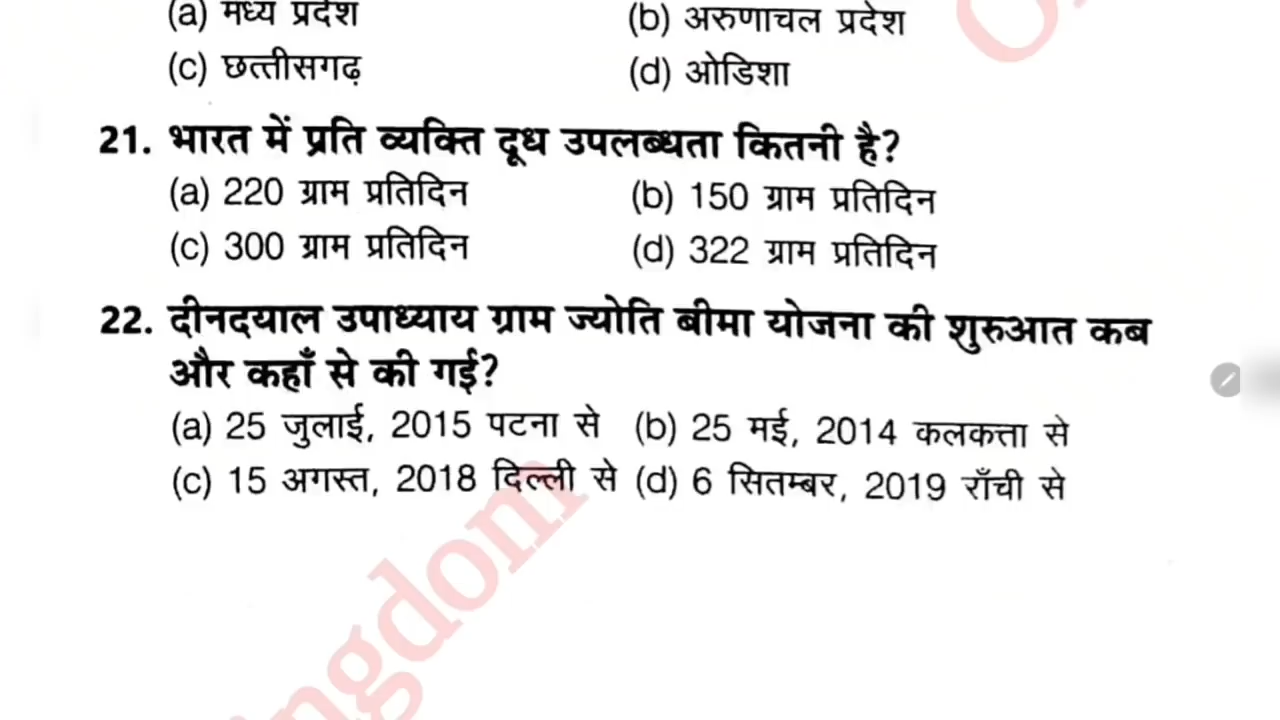 (a) मध्य प्रदेश (b) अरुणाचल प्रदेश
(c) छत्तीसगढ़ (d) ओडिशा
21. भारत में प्रति व्यक्ति दूध उपलब्धता कितनी है?
(a) 220 ग्राम प्रतिदिन (b) 150 ग्राम प्रतिदिन
(c) 300 ग्राम प्रतिदिन (d) 322 ग्राम प्रतिदिन
22. दीनदयाल उपाध्याय ग्राम ज्योति बीमा योजना की शुरुआत कब
और कहाँ से की गई?
(a) 25 जुलाई, 2015 पटना से (b) 25 मई, 2014 कलकत्ता से
(c) 15 अगस्त, 2018 दिल्ली से (d) 6 सितम्बर, 2019 राँची से